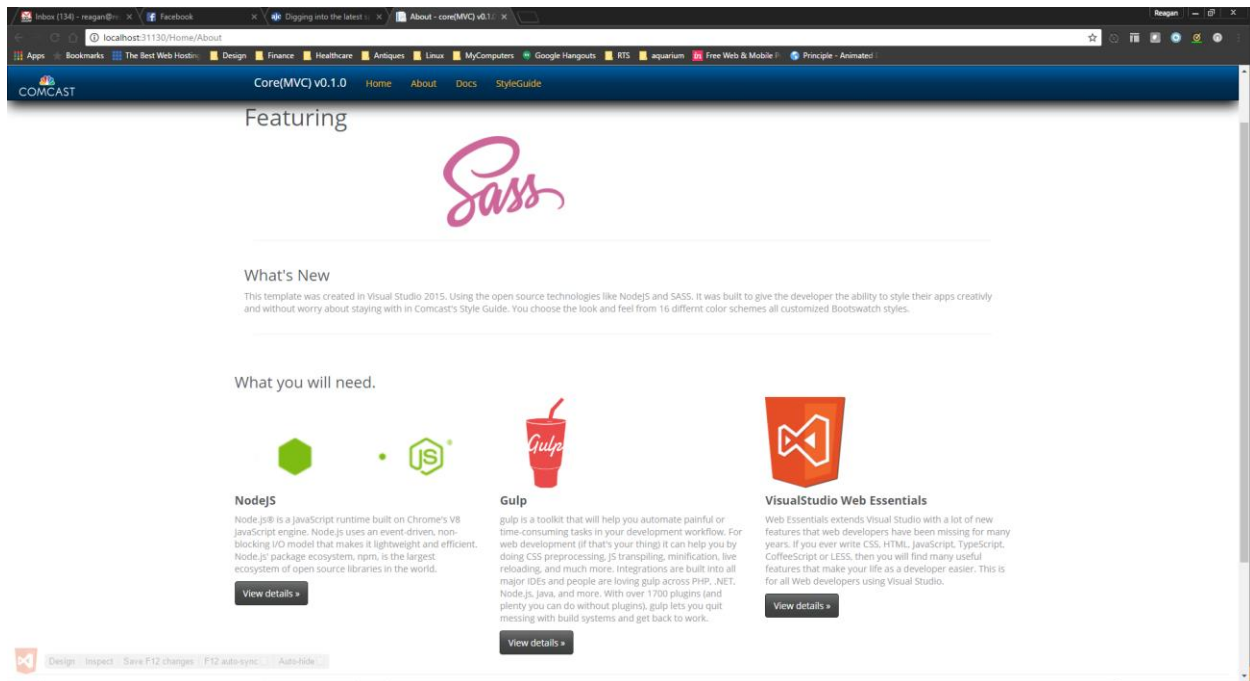 Inbox (134) - reagan@r
Facebook
Digging into the latest
About - core(MVC) v0.1.
Reagan
localhost:31130/Home/About
Apps
Bookmarks
The Best Web Hosting
Design
Finance
Healthcare
Antiques
Linux
MyComputers
Google Hangouts
RTS
aquarium
Free Web & Mobile
Principle - Animated
COMCAST
Core(MVC) v0.1.0
Home
About
Docs
StyleGuide
Featuring
Sass
What's New
This template was created in Visual Studio 2015. Using the open source technologies like NodeJS and SASS. It was built to give the developer the ability to style their apps creativly
and without worry about staying with in Comcast's Style Guide. You choose the look and feel from 16 differnt color schemes all customized Bootswatch styles.
What you will need.
JS
NodeJS
Node.js® is a JavaScript runtime built on Chrome's V8
JavaScript engine. Node.js uses an event-driven, non-
blocking I/O model that makes it lightweight and efficient.
Node.js' package ecosystem, npm, is the largest
ecosystem of open source libraries in the world.
View details »
Gulp
Gulp
gulp is a toolkit that will help you automate painful or
time-consuming tasks in your development workflow. For
web development (if that's your thing) it can help you by
doing CSS preprocessing, JS transpiling, minification, live
reloading, and much more. Integrations are built into all
major IDEs and people are loving gulp across PHP, .NET,
Node.js, Java, and more. With over 1700 plugins (and
plenty you can do without plugins), gulp lets you quit
messing with build systems and get back to work.
View details »
VisualStudio Web Essentials
Web Essentials extends Visual Studio with a lot of new
features that web developers have been missing for many
years. If you ever write CSS, HTML, JavaScript, TypeScript,
CoffeeScript or LESS, then you will find many useful
features that make your life as a developer easier. This is
for all Web developers using Visual Studio.
View details »
Design
Inspect
Save F12 changes
F12 auto-sync
Auto-hide